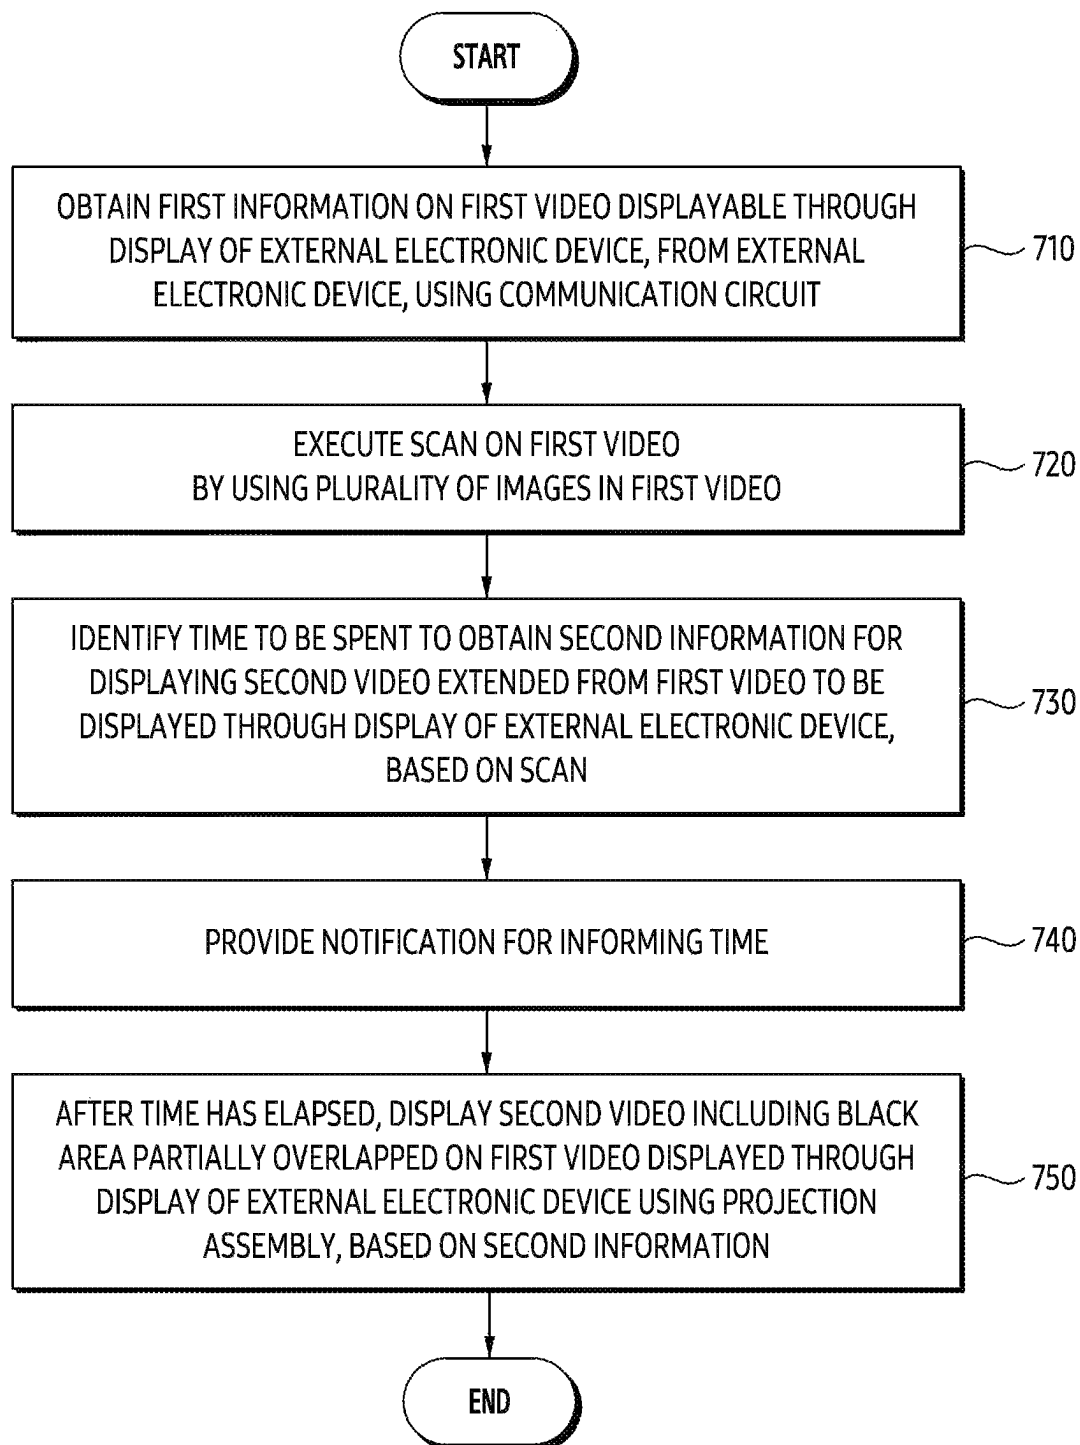 START
OBTAIN FIRST INFORMATION ON FIRST VIDEO DISPLAYABLE THROUGH
DISPLAY OF EXTERNAL ELECTRONIC DEVICE, FROM EXTERNAL
ELECTRONIC DEVICE, USING COMMUNICATION CIRCUIT
710
EXECUTE SCAN ON FIRST VIDEO
BY USING PLURALITY OF IMAGES IN FIRST VIDEO
720
IDENTIFY TIME TO BE SPENT TO OBTAIN SECOND INFORMATION FOR
DISPLAYING SECOND VIDEO EXTENDED FROM FIRST VIDEO TO BE
DISPLAYED THROUGH DISPLAY OF EXTERNAL ELECTRONIC DEVICE,
BASED ON SCAN
730
PROVIDE NOTIFICATION FOR INFORMING TIME
740
AFTER TIME HAS ELAPSED, DISPLAY SECOND VIDEO INCLUDING BLACK
AREA PARTIALLY OVERLAPPED ON FIRST VIDEO DISPLAYED THROUGH
DISPLAY OF EXTERNAL ELECTRONIC DEVICE USING PROJECTION
ASSEMBLY, BASED ON SECOND INFORMATION
750
END